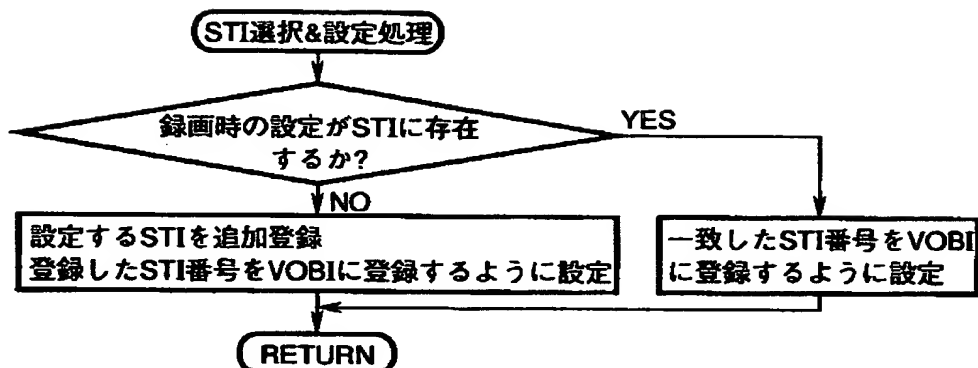 STI選択&設定処理
録画時の設定がSTIに存在
するか?
YES
NO
設定するSTIを追加登録
登録したSTI番号をVOBIに登録するように設定
一致したSTI番号をVOBI
に登録するように設定
RETURN